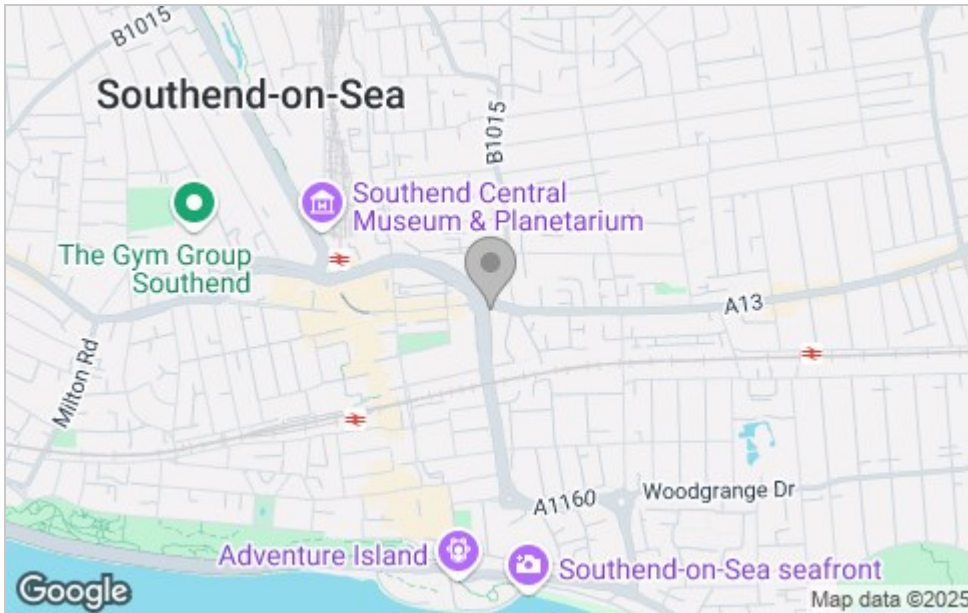 B1015
Southend-on-Sea
B1015
Southend Central
Museum & Planetarium
The Gym Group
Southend
A13
Milton Rd
A1160
Woodgrange Dr
Adventure Island
Southend-on-Sea seafront
Google
Map data ©2025